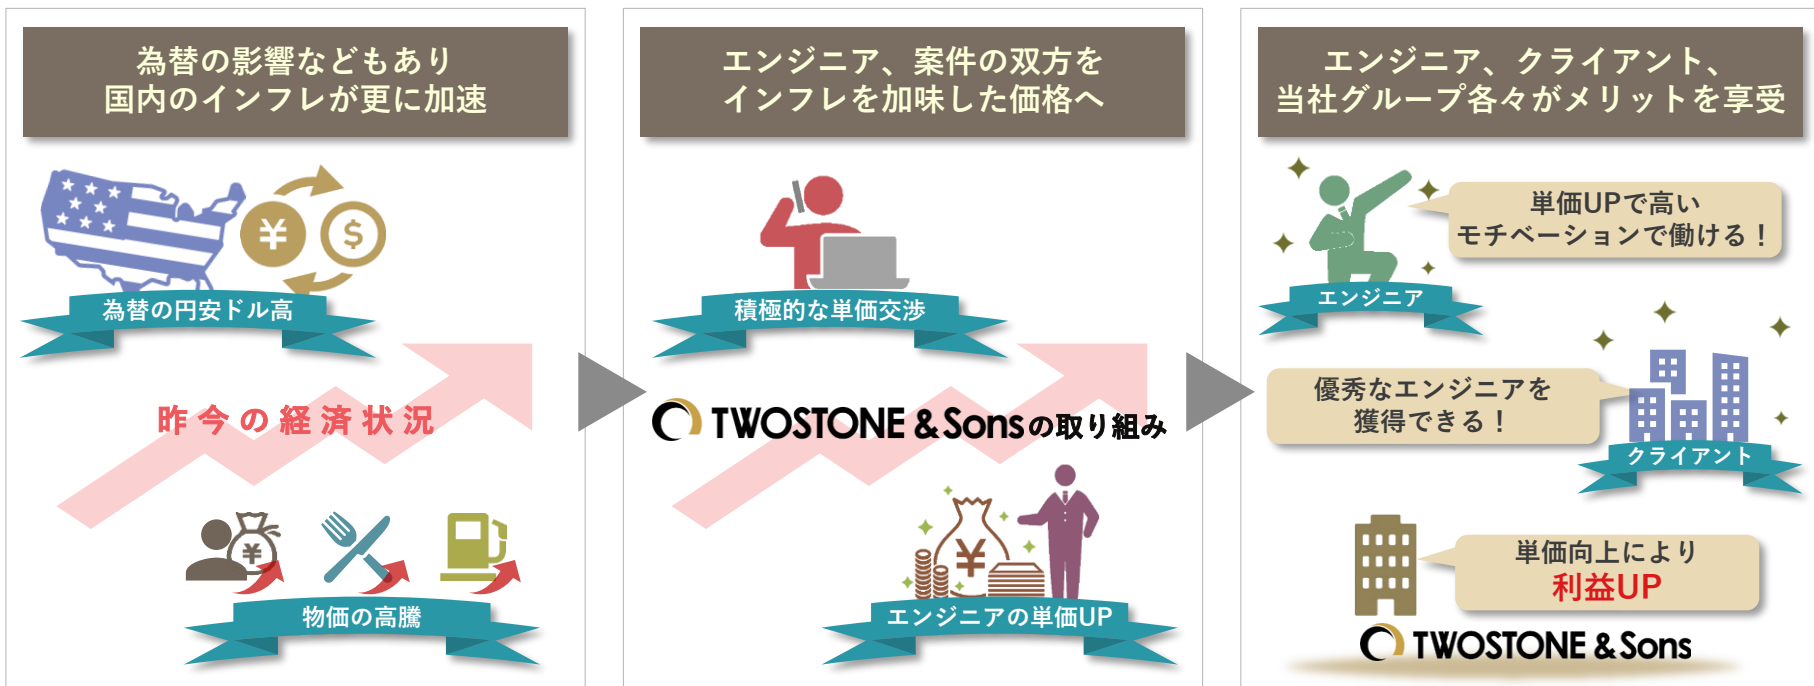 為替の影響などもあり
国内のインフレが更に加速
¥
$
為替の円安ドル高
昨今の経済状況
¥
物価の高騰
エンジニア、案件の双方を
インフレを加味した価格へ
積極的な単価交渉
TWOSTONE & Sonsの取り組み
¥
エンジニアの単価UP
エンジニア、クライアント、
当社グループ各々がメリットを享受
単価UPで高い
モチベーションで働ける！
エンジニア
優秀なエンジニアを
獲得できる！
クライアント
単価向上により
利益UP
TWOSTONE & Sons